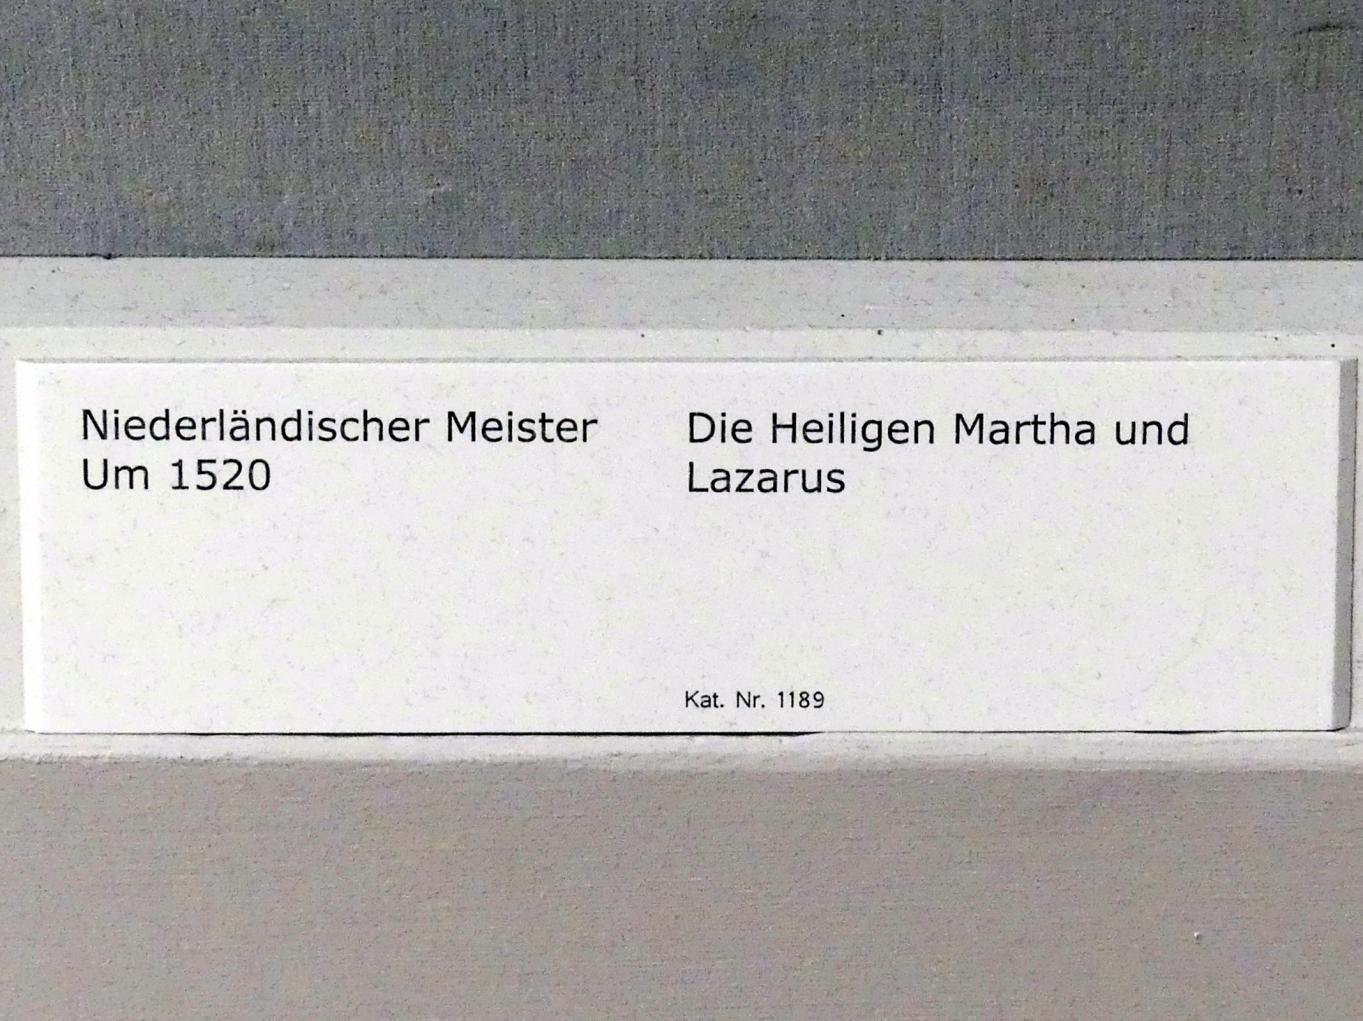 Niederländischer Meister
Um 1520
Die Heiligen Martha und
Lazarus
Kat. Nr. 1189